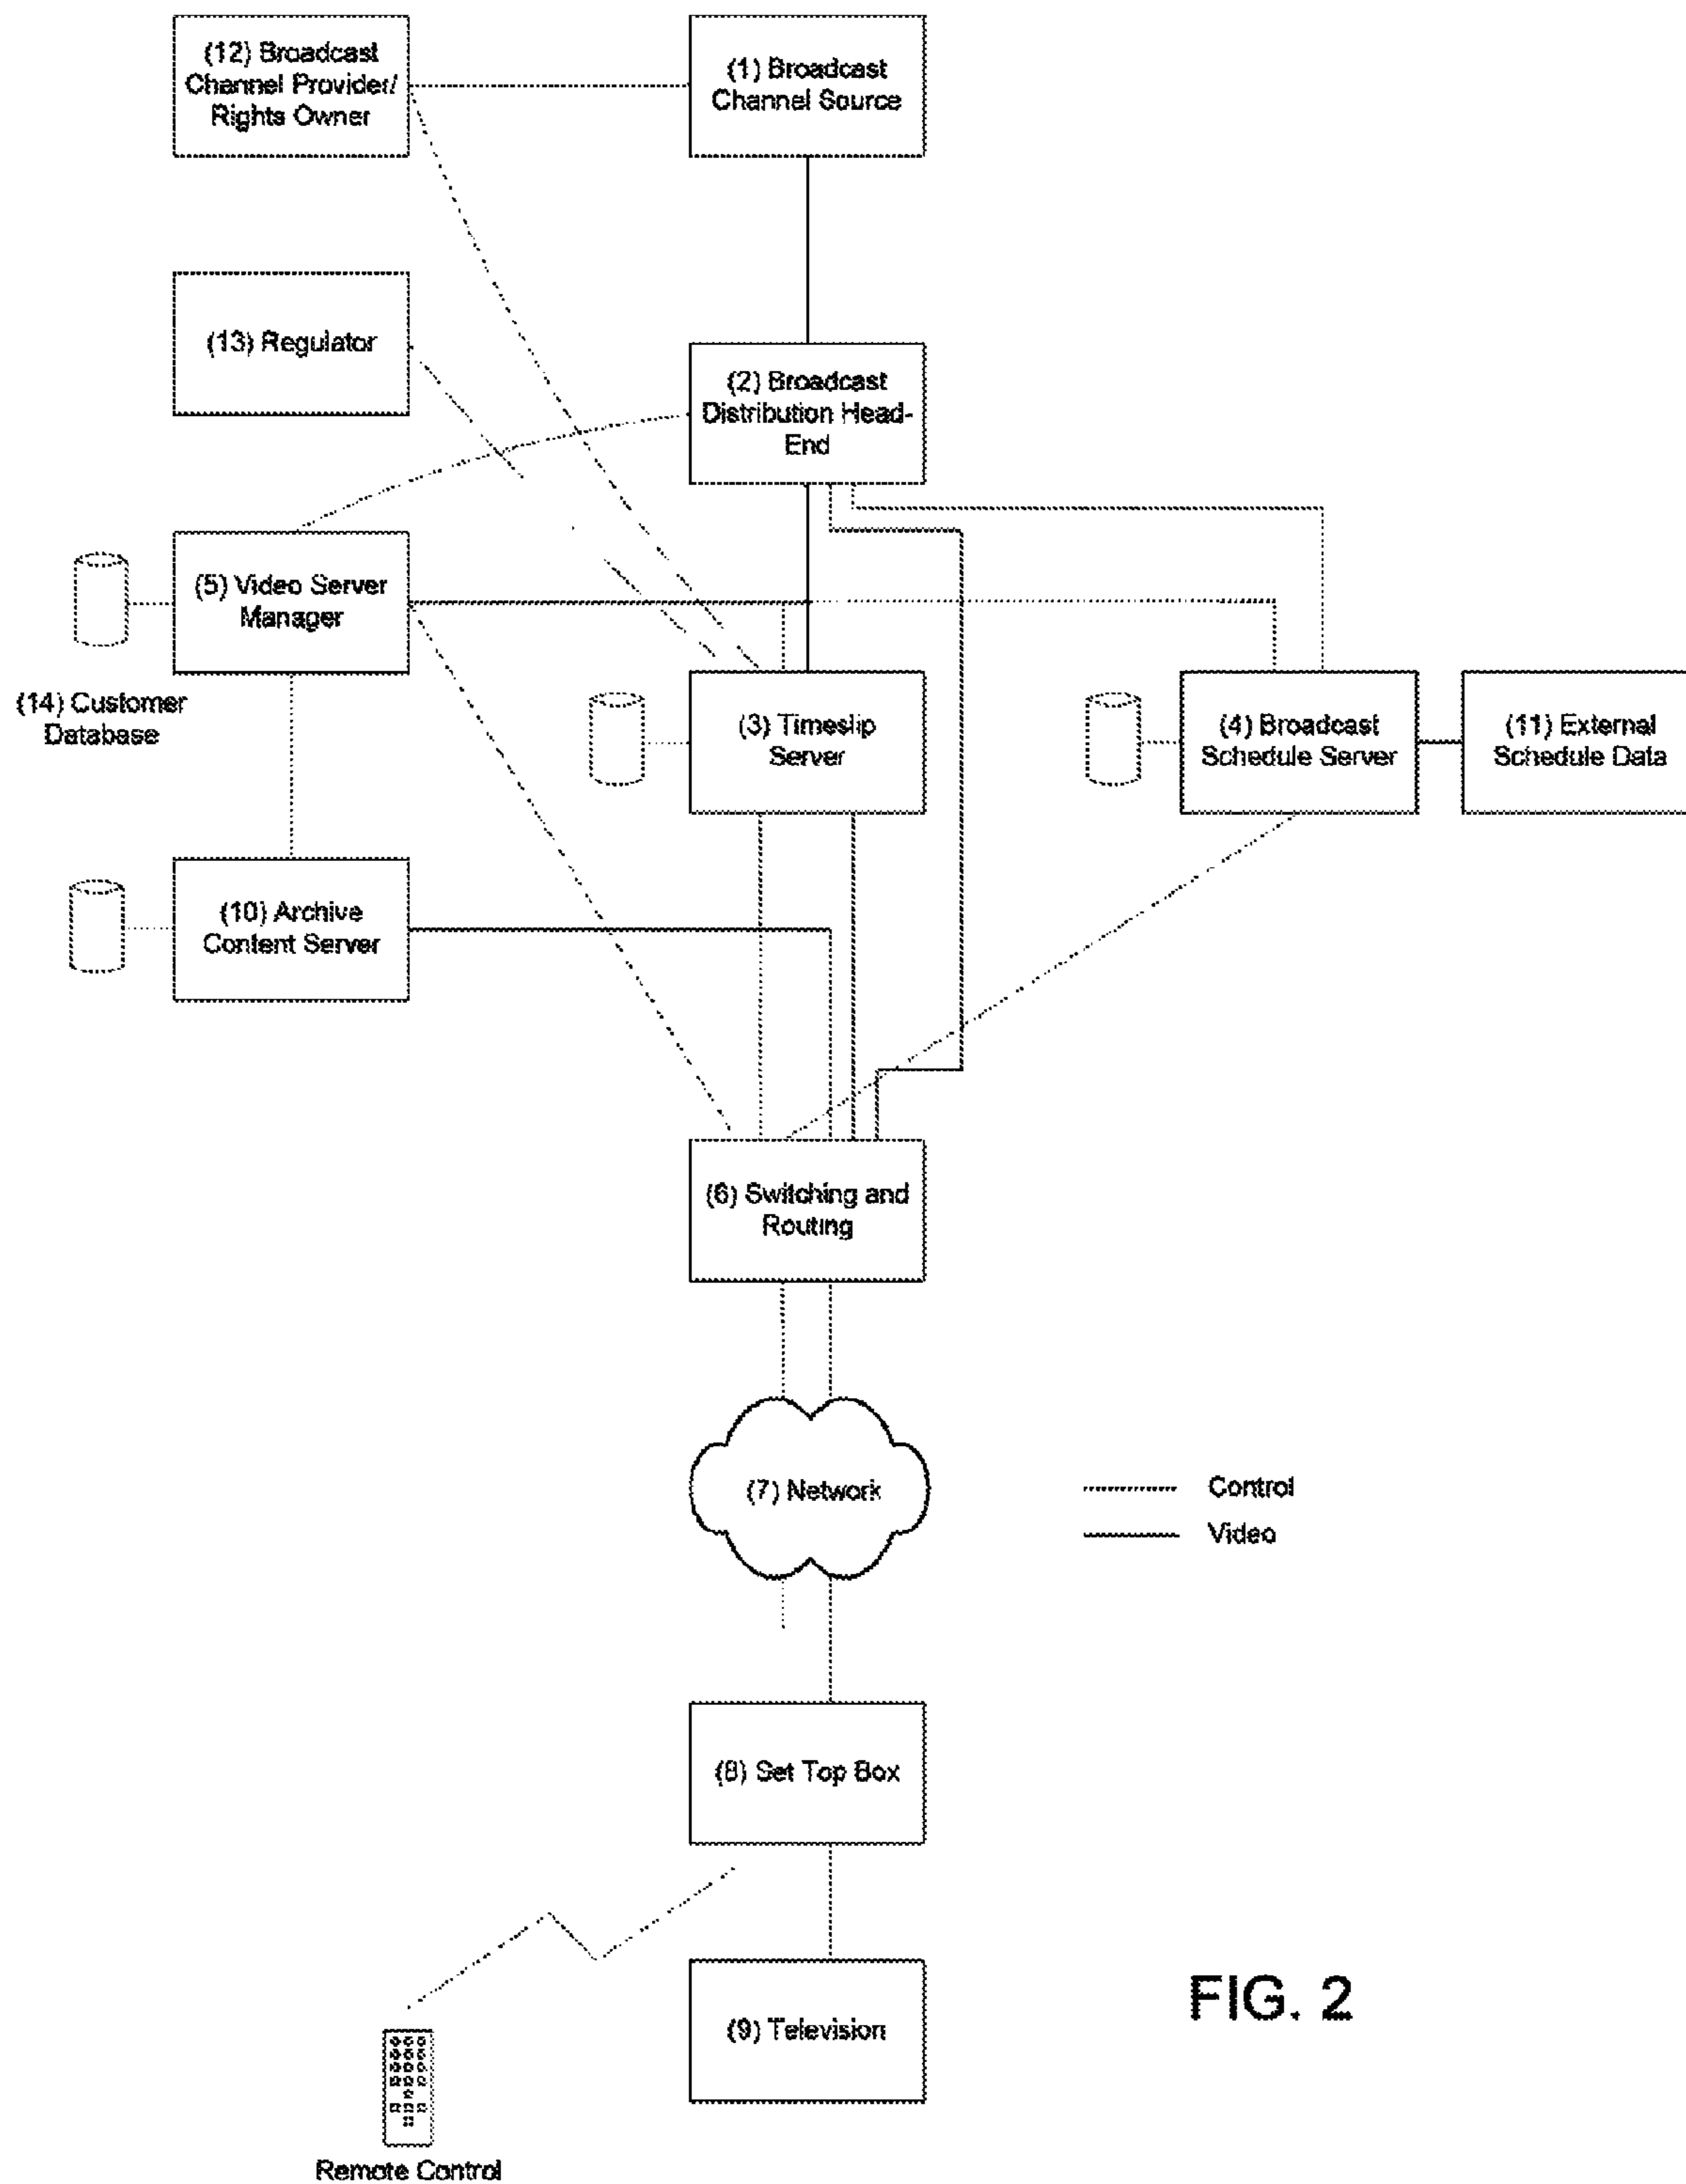 (12) Broadcast
Channel Provider/
Rights Owner
(1) Broadcast
Channel Source
(13) Regulator
(2) Broadcast
Distribution Head-
End
(5) Video Server
Manager
(14) Customer
Database
(3) Timeslip
Server
(4) Broadcast
Schedule Server
(11) External
Schedule Data
(10) Archive
Content Server
(6) Switching and
Routing
(7) Network
Control
Video
(8) Set Top Box
(9) Television
FIG. 2
Remote Control